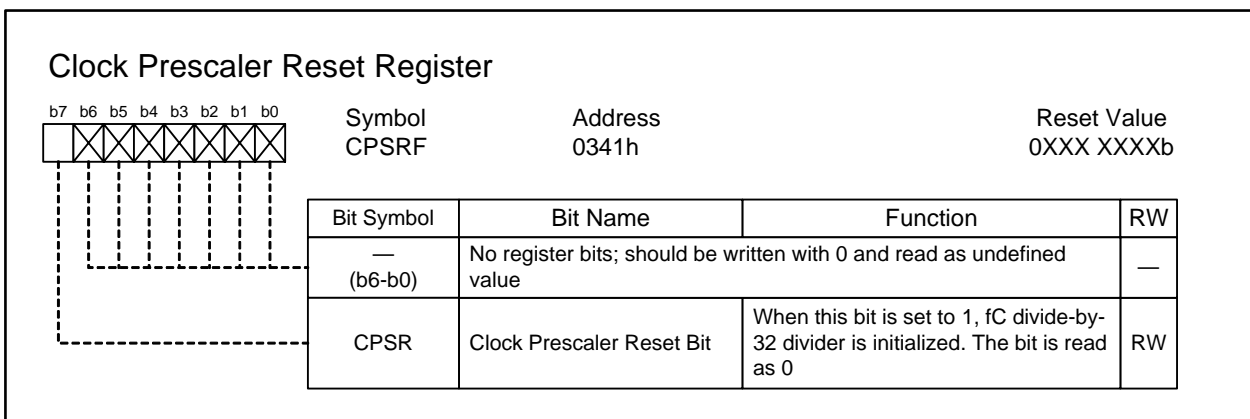 Clock Prescaler Reset Register
b7 b6 b5 b4 b3 b2 b1 b0
Symbol Address Reset Value
CPSRF 0341h 0XXX XXXXb
Bit Symbol Bit Name Function RW
—
(b6-b0)
No register bits; should be written with 0 and read as undefined
value
—
CPSR
Clock Prescaler Reset Bit
When this bit is set to 1, fC divide-by-
32 divider is initialized. The bit is read
as 0
RW